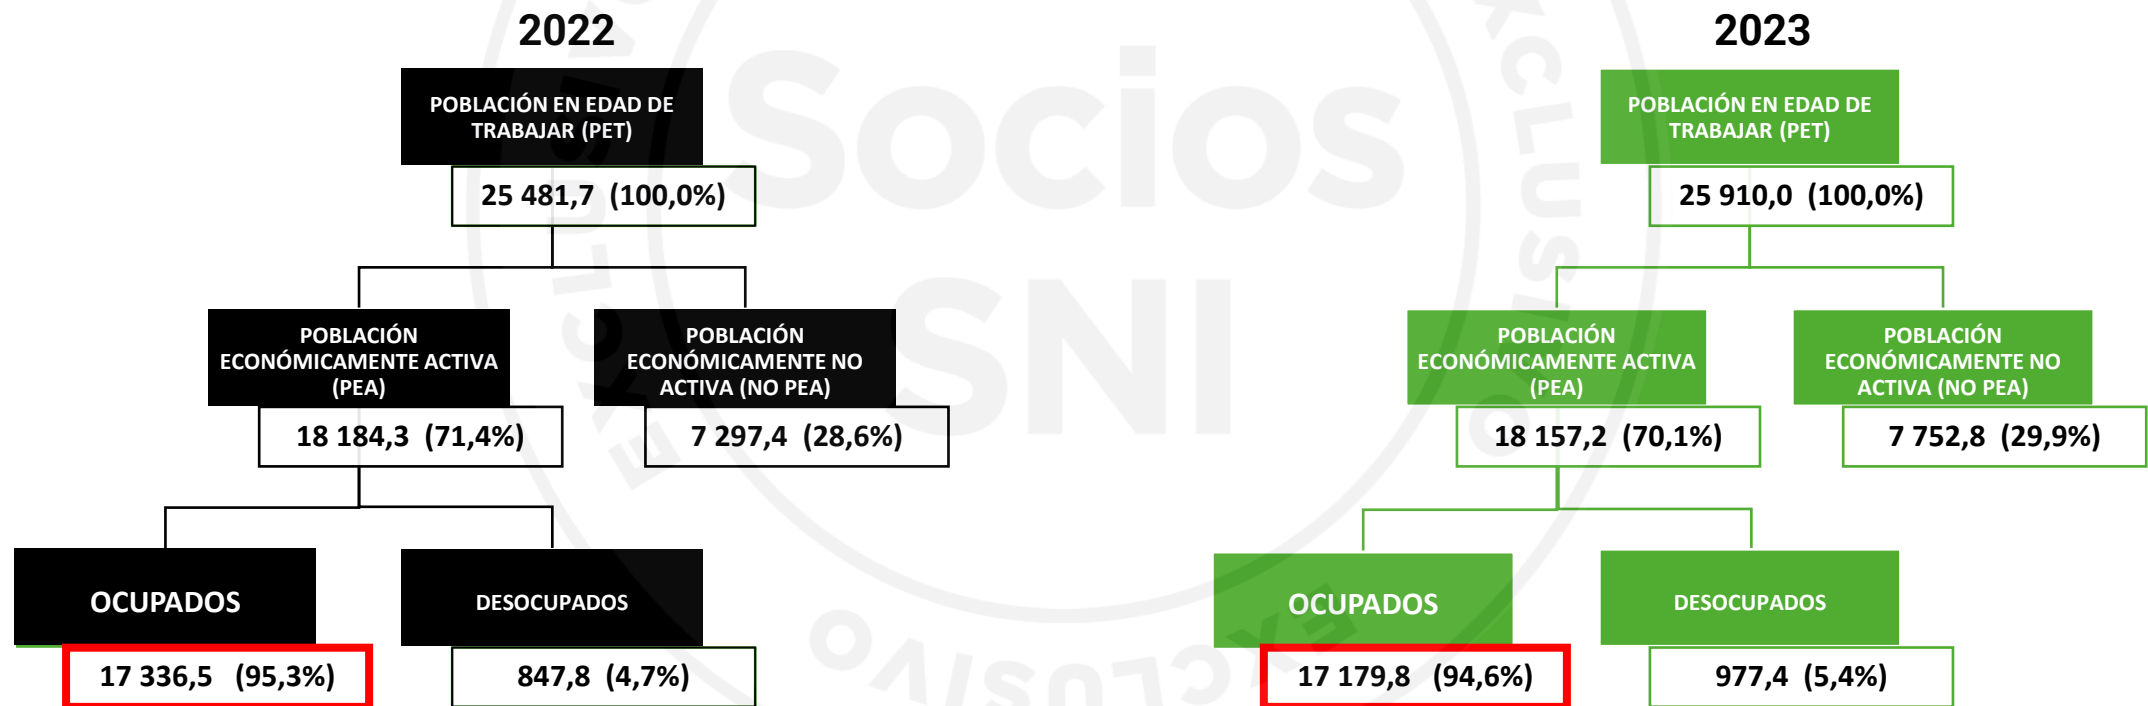 2022
POBLACIÓN EN EDAD DE
TRABAJAR (PET)
25 481,7 (100,0%)
POBLACIÓN
ECONÓMICAMENTE ACTIVA
(PEA)
18 184,3 (71,4%)
POBLACIÓN
ECONÓMICAMENTE NO
ACTIVA (NO PEA)
7 297,4 (28,6%)
OCUPADOS
17 336,5 (95,3%)
DESOCUPADOS
847,8 (4,7%)
2023
POBLACIÓN EN EDAD DE
TRABAJAR (PET)
25 910,0 (100,0%)
POBLACIÓN
ECONÓMICAMENTE ACTIVA
(PEA)
18 157,2 (70,1%)
POBLACIÓN
ECONÓMICAMENTE NO
ACTIVA (NO PEA)
7 752,8 (29,9%)
OCUPADOS
17 179,8 (94,6%)
DESOCUPADOS
977,4 (5,4%)
Socios
SNI
EXCLUSIVO
EXCLUSIVO
EXCLUSIVO